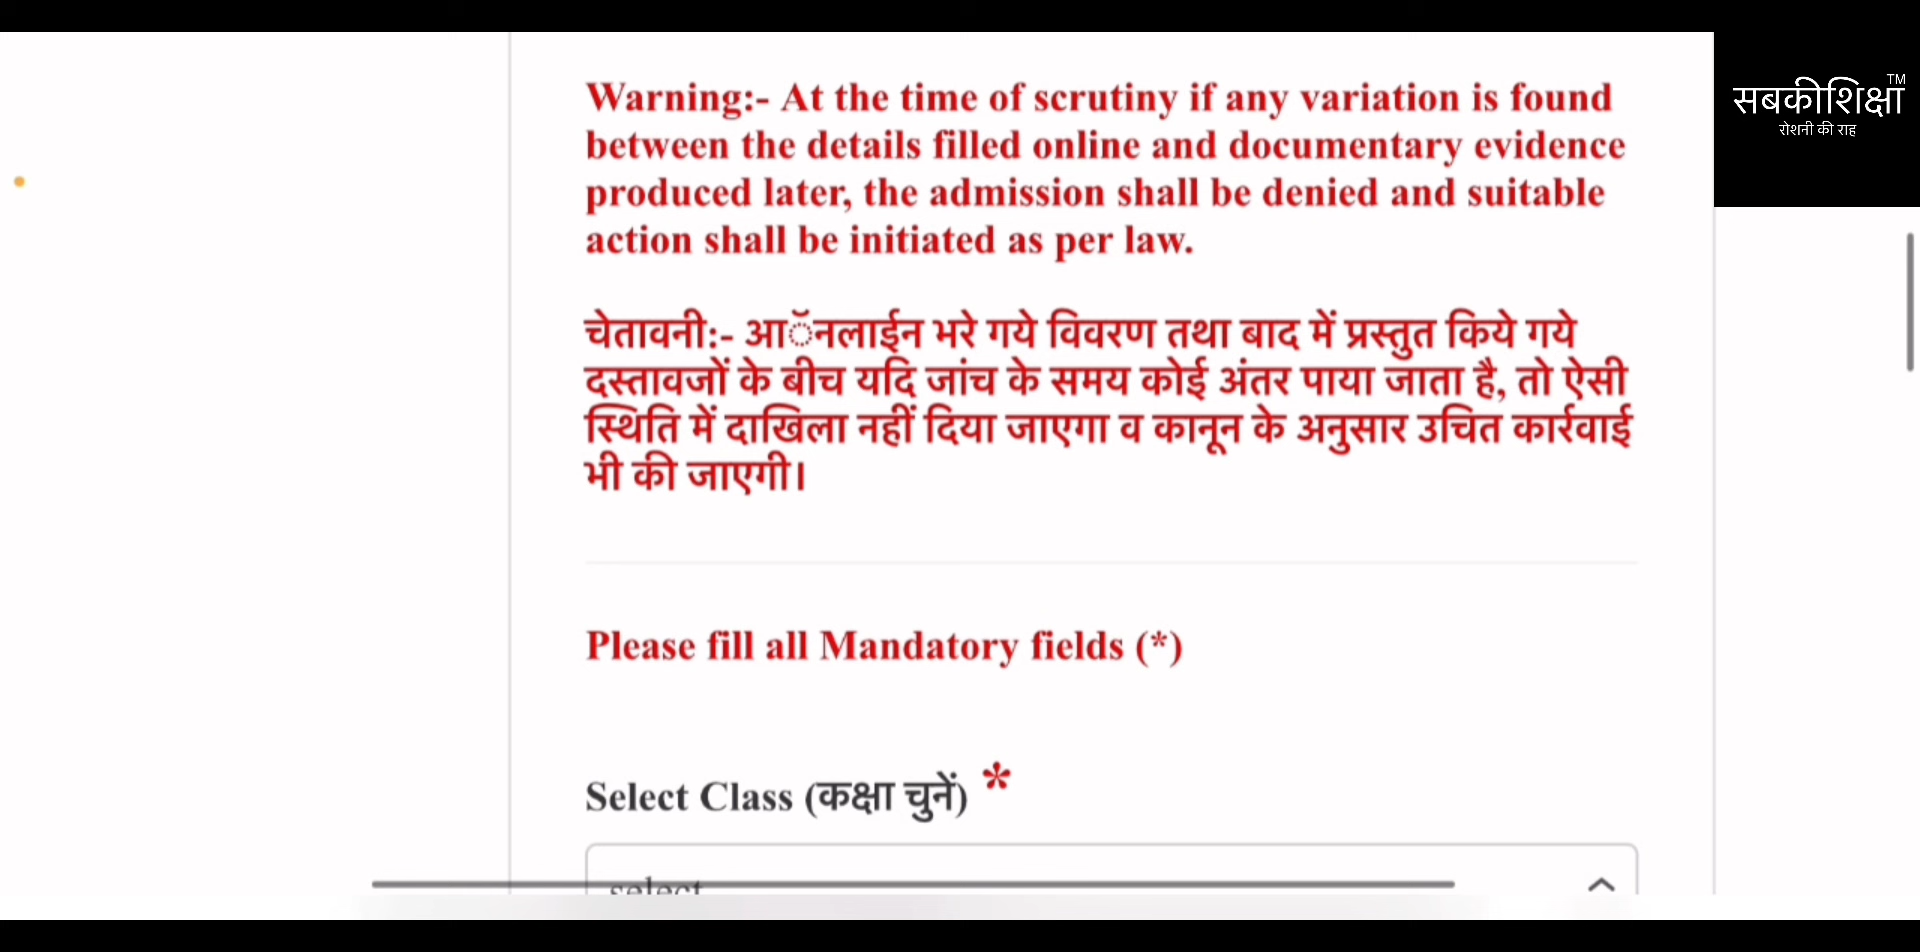 Warning:- At the time of scrutiny if any variation is found
between the details filled online and documentary evidence
produced later, the admission shall be denied and suitable
action shall be initiated as per law.
चेतावनी:- आॅनलाईन भरे गये विवरण तथा बाद में प्रस्तुत किये गये
दस्तावजों के बीच यदि जांच के समय कोई अंतर पाया जाता है, तो ऐसी
स्थिति में दाखिला नहीं दिया जाएगा व कानून के अनुसार उचित कार्रवाई
भी की जाएगी।
Please fill all Mandatory fields (*)
Select Class (कक्षा चुनें) *
select
सबकीशिक्षा TM
रोशनी की राह